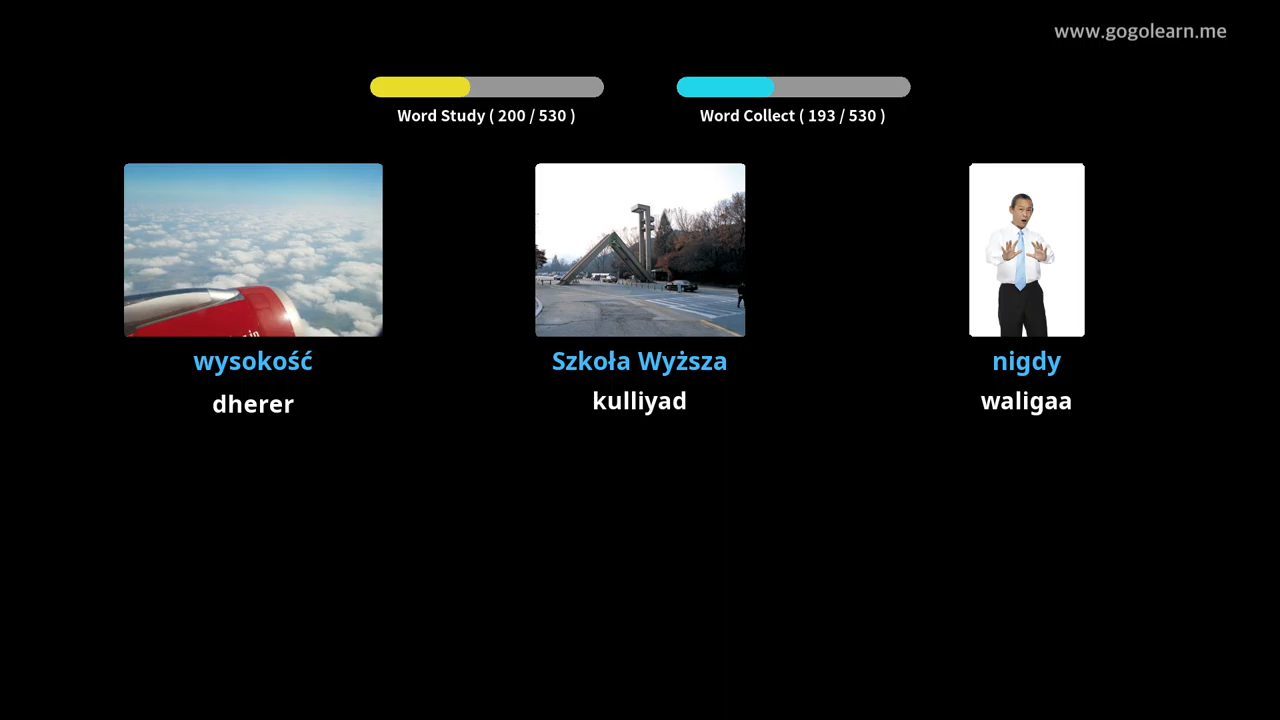 www.gogolearn.me
Word Study ( 200 / 530 )
Word Collect ( 193 / 530 )
wysokość
Szkoła Wyższa
nigdy
dherer
kulliyad
waligaa